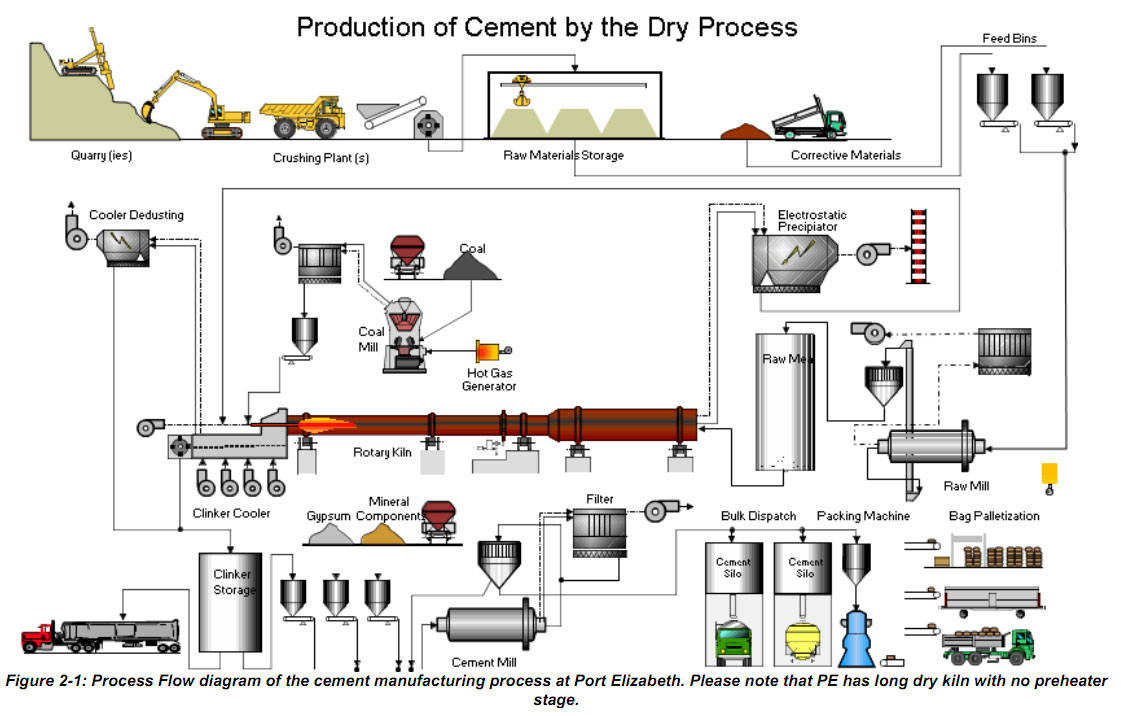 Production of Cement by the Dry Process
Feed Bins
Quarry (ies)
Crushing Plant (s)
Raw Materials Storage
Corrective Materials
Cooler Dedusting
Coal
Electrostatic
Precipiator
Coal
Mill
Hot Gas
Generator
Raw Mea
Rotary Kiln
Raw Mill
Clinker Cooler
Gypsum
Mineral
Components
Filter
Bulk Dispatch
Packing Machine
Bag Palletization
Clinker
Storage
Cement
Silo
Cement
Silo
Cement Mill
Figure 2-1: Process Flow diagram of the cement manufacturing process at Port Elizabeth. Please note that PE has long dry kiln with no preheater
stage.